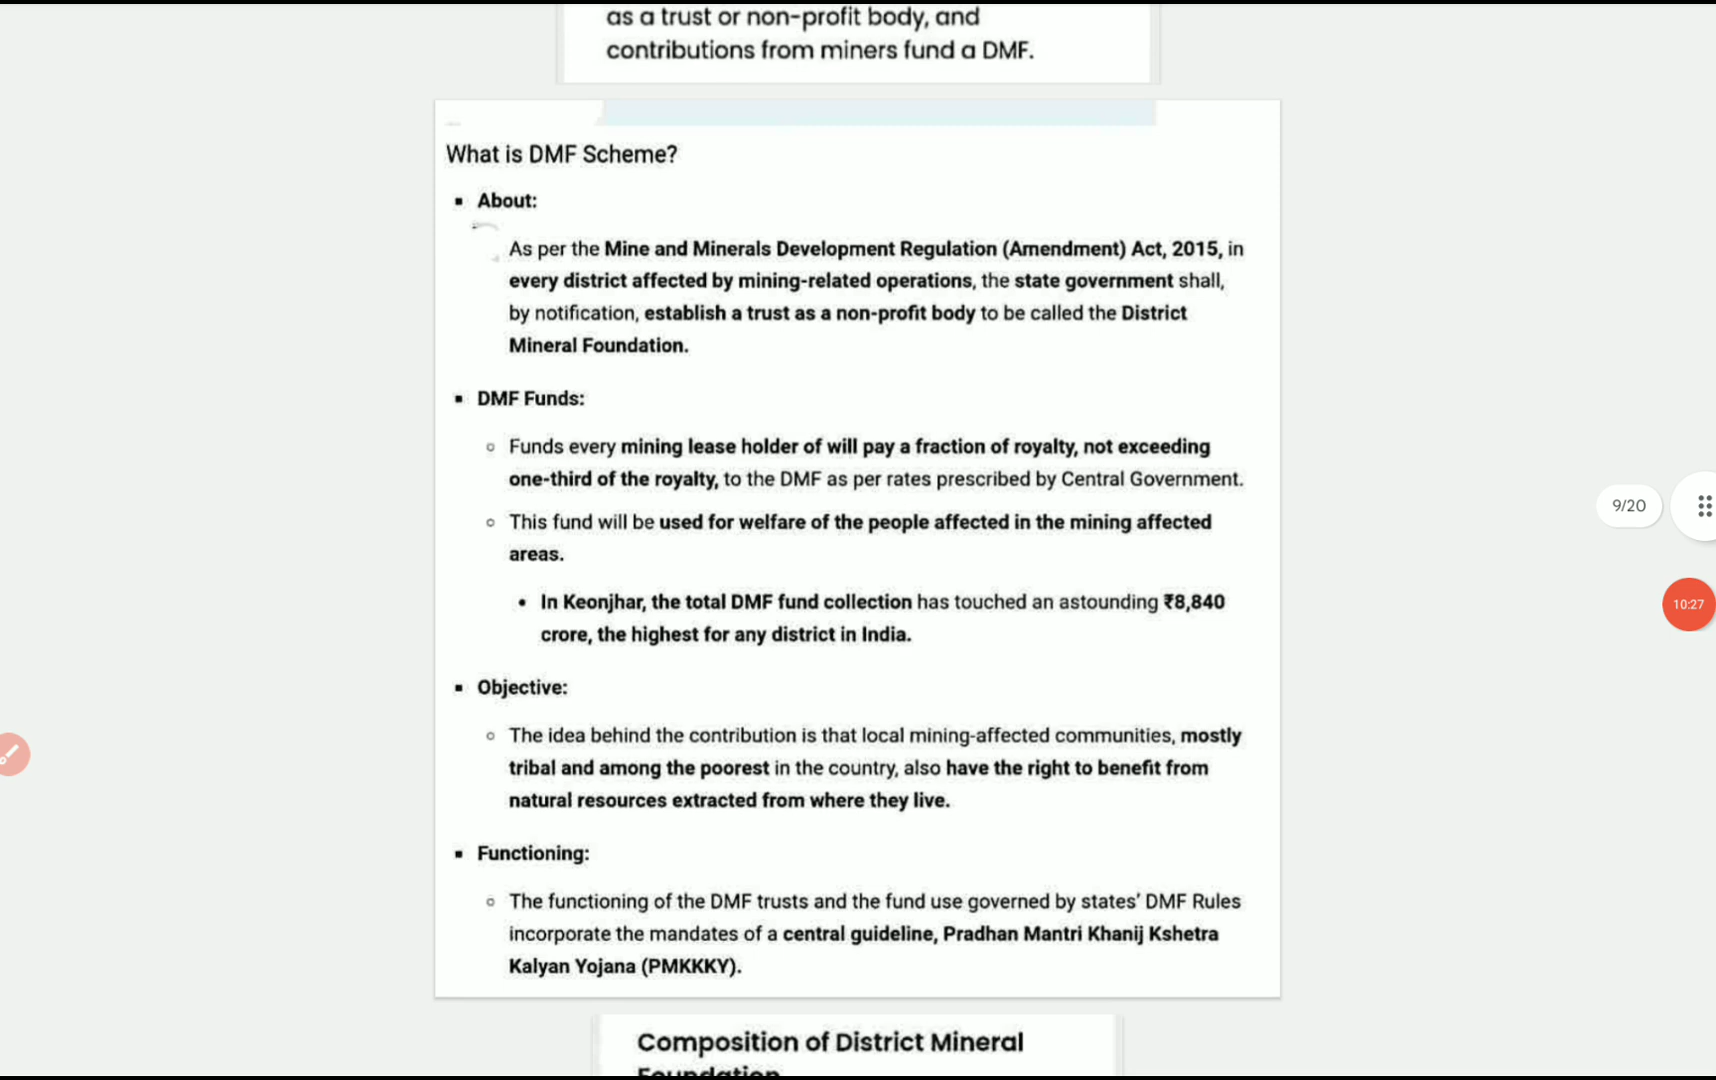 as a trust or non-profit body, and
contributions from miners fund a DMF.
What is DMF Scheme?
▪ About:
As per the Mine and Minerals Development Regulation (Amendment) Act, 2015, in
every district affected by mining-related operations, the state government shall,
by notification, establish a trust as a non-profit body to be called the District
Mineral Foundation.
▪ DMF Funds:
○ Funds every mining lease holder of will pay a fraction of royalty, not exceeding
one-third of the royalty, to the DMF as per rates prescribed by Central Government.
○ This fund will be used for welfare of the people affected in the mining affected
areas.
• In Keonjhar, the total DMF fund collection has touched an astounding ₹8,840
crore, the highest for any district in India.
▪ Objective:
○ The idea behind the contribution is that local mining-affected communities, mostly
tribal and among the poorest in the country, also have the right to benefit from
natural resources extracted from where they live.
▪ Functioning:
○ The functioning of the DMF trusts and the fund use governed by states’ DMF Rules
incorporate the mandates of a central guideline, Pradhan Mantri Khanij Kshetra
Kalyan Yojana (PMKKKY).
Composition of District Mineral
Foundation
9/20
10:27